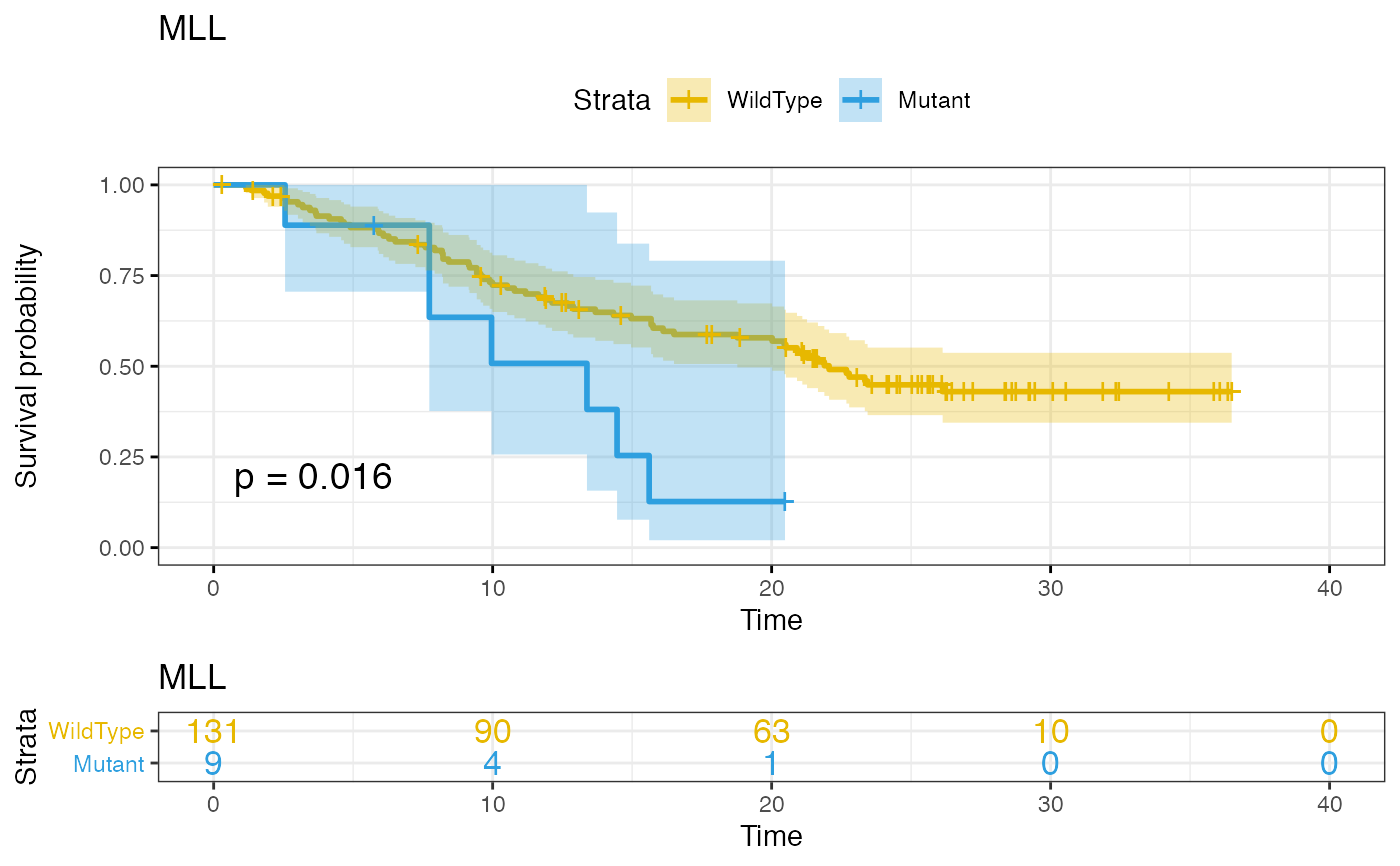 MLL
Strata WildType Mutant
Survival probability
1.00
0.75
0.50
0.25
0.00
p = 0.016
0 10 20 30 40
Time
MLL
Strata
WildType 131 90 63 10 0
Mutant 9 4 1 0 0
0 10 20 30 40
Time